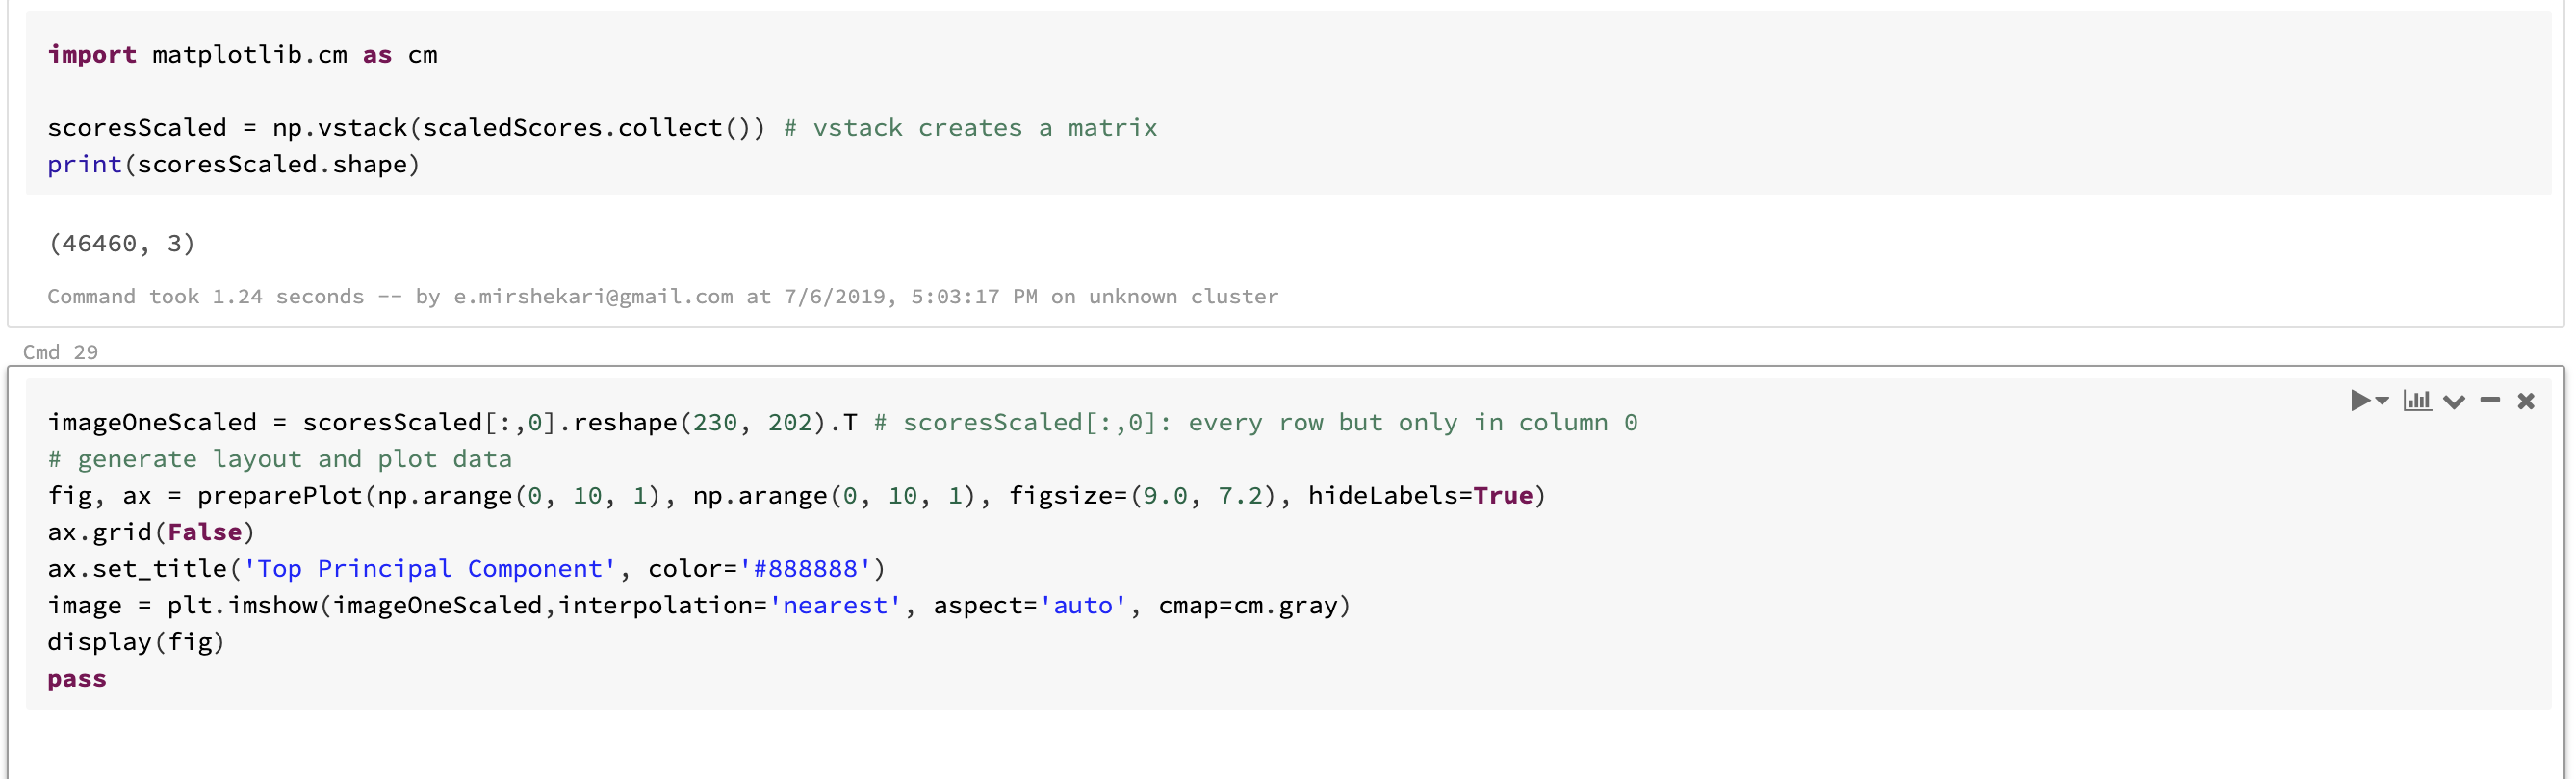 import matplotlib.cm as cm
scoresScaled = np.vstack(scaledScores.collect()) # vstack creates a matrix
print(scoresScaled.shape)
(46460, 3)
Command took 1.24 seconds -- by e.mirshekari@gmail.com at 7/6/2019, 5:03:17 PM on unknown cluster
Cmd 29
imageOneScaled = scoresScaled[:,0].reshape(230, 202).T # scoresScaled[:,0]: every row but only in column 0
# generate layout and plot data
fig, ax = preparePlot(np.arange(0, 10, 1), np.arange(0, 10, 1), figsize=(9.0, 7.2), hideLabels=True)
ax.grid(False)
ax.set_title('Top Principal Component', color='#888888')
image = plt.imshow(imageOneScaled,interpolation='nearest', aspect='auto', cmap=cm.gray)
display(fig)
pass